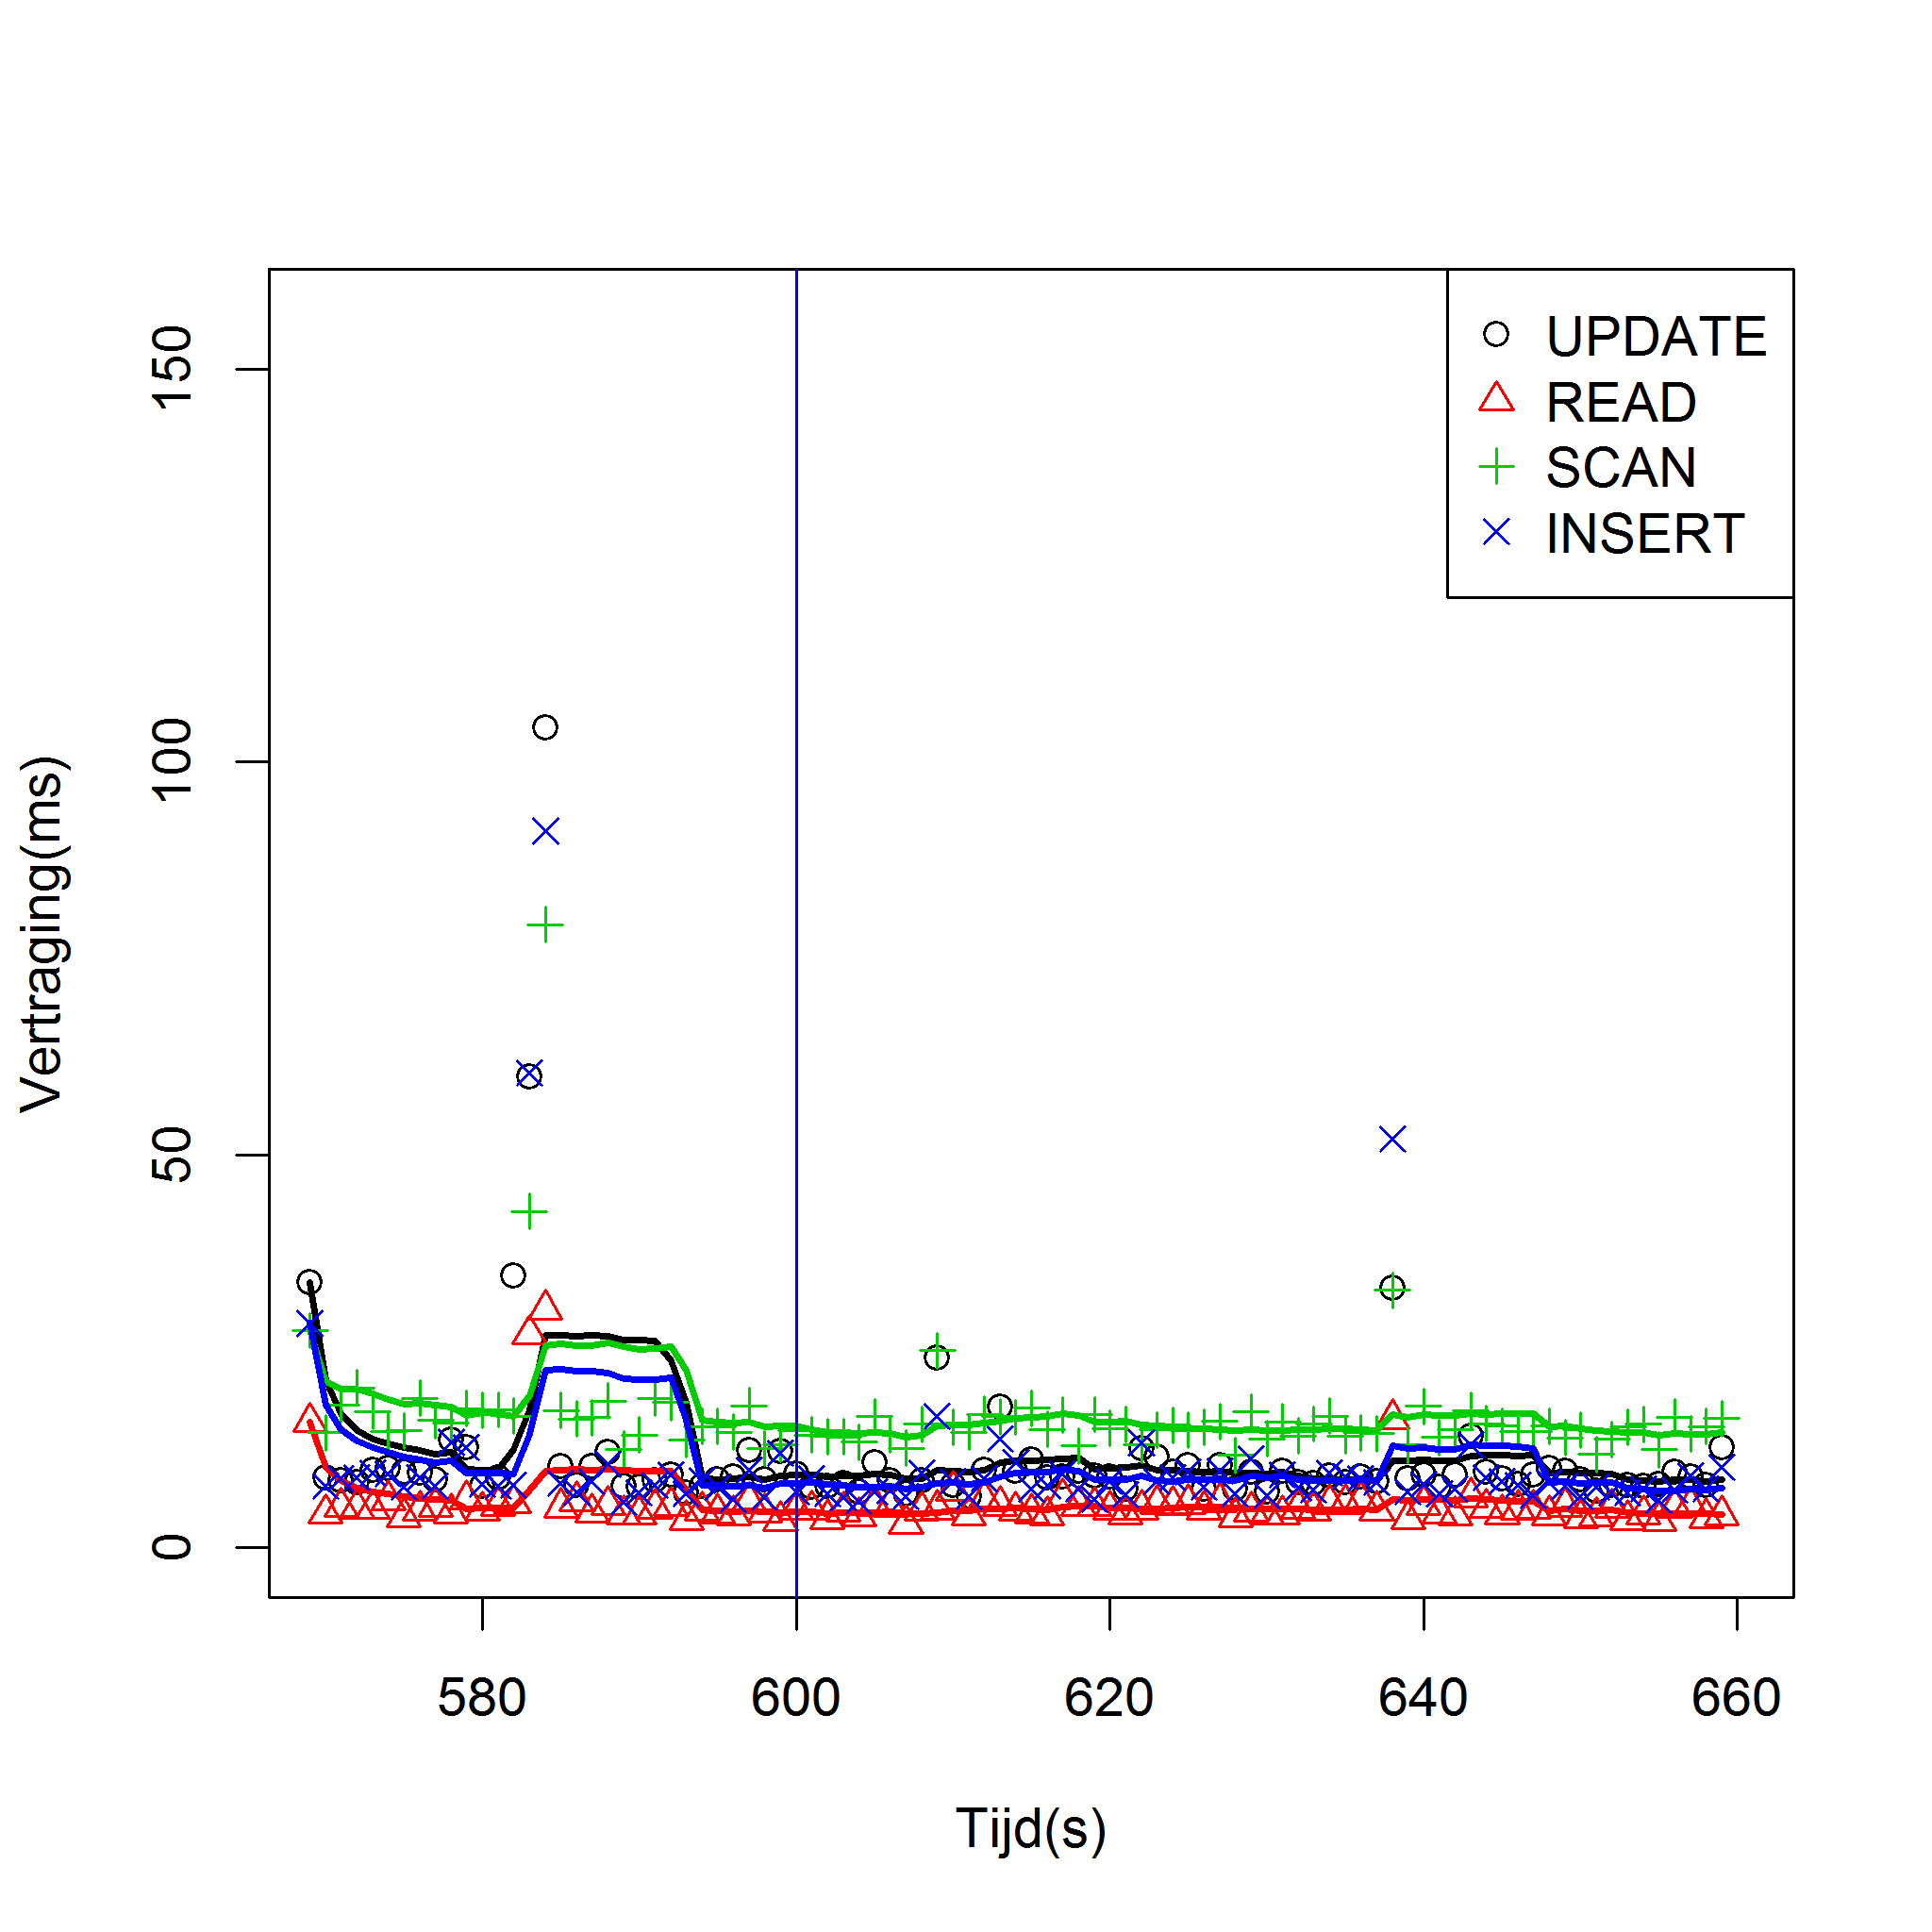 UPDATE
READ
SCAN
INSERT
150
100
50
0
Vertraging(ms)
580 600 620 640 660
Tijd(s)